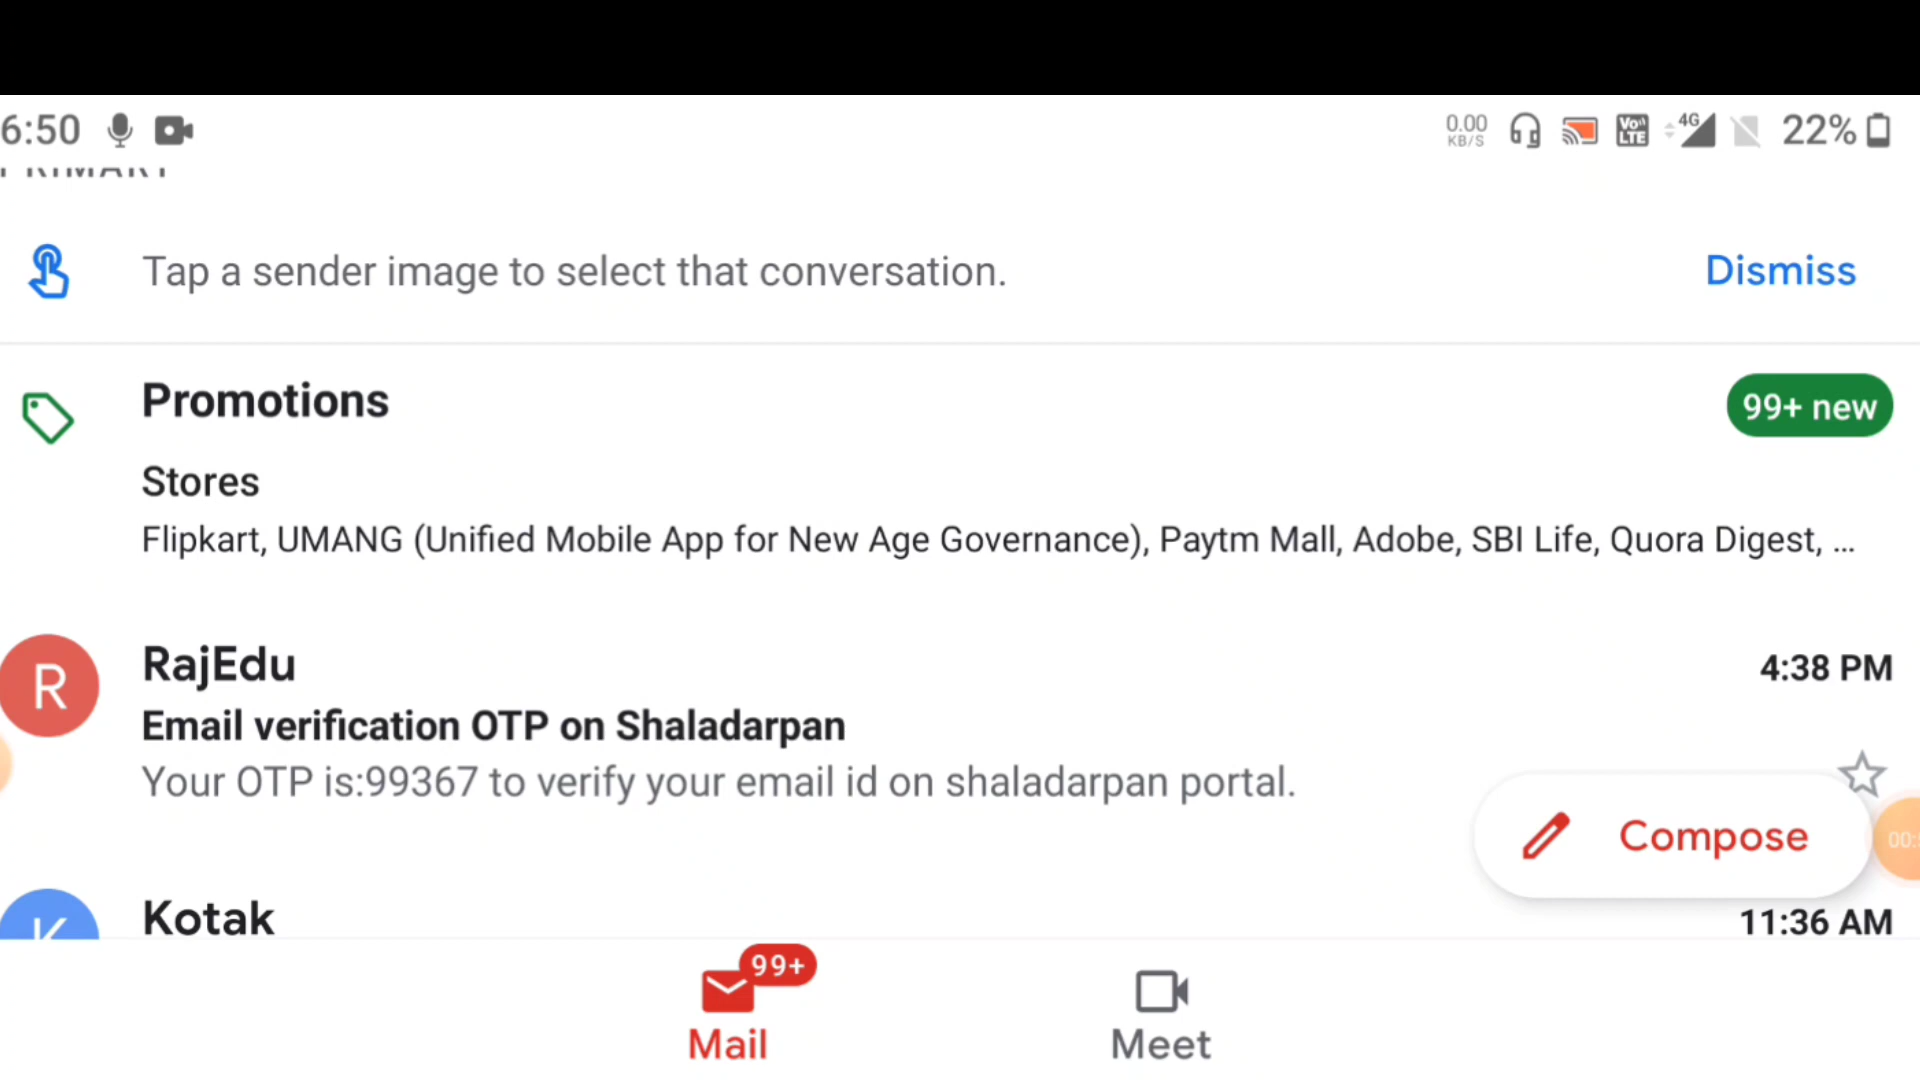 6:50 0.00 KB/S VoLTE 4G 22%
PRIMARY
Tap a sender image to select that conversation. Dismiss
Promotions 99+ new
Stores
Flipkart, UMANG (Unified Mobile App for New Age Governance), Paytm Mall, Adobe, SBI Life, Quora Digest, ...
R RajEdu 4:38 PM
Email verification OTP on Shaladarpan
Your OTP is:99367 to verify your email id on shaladarpan portal.
Compose
K Kotak 11:36 AM
99+
Mail Meet